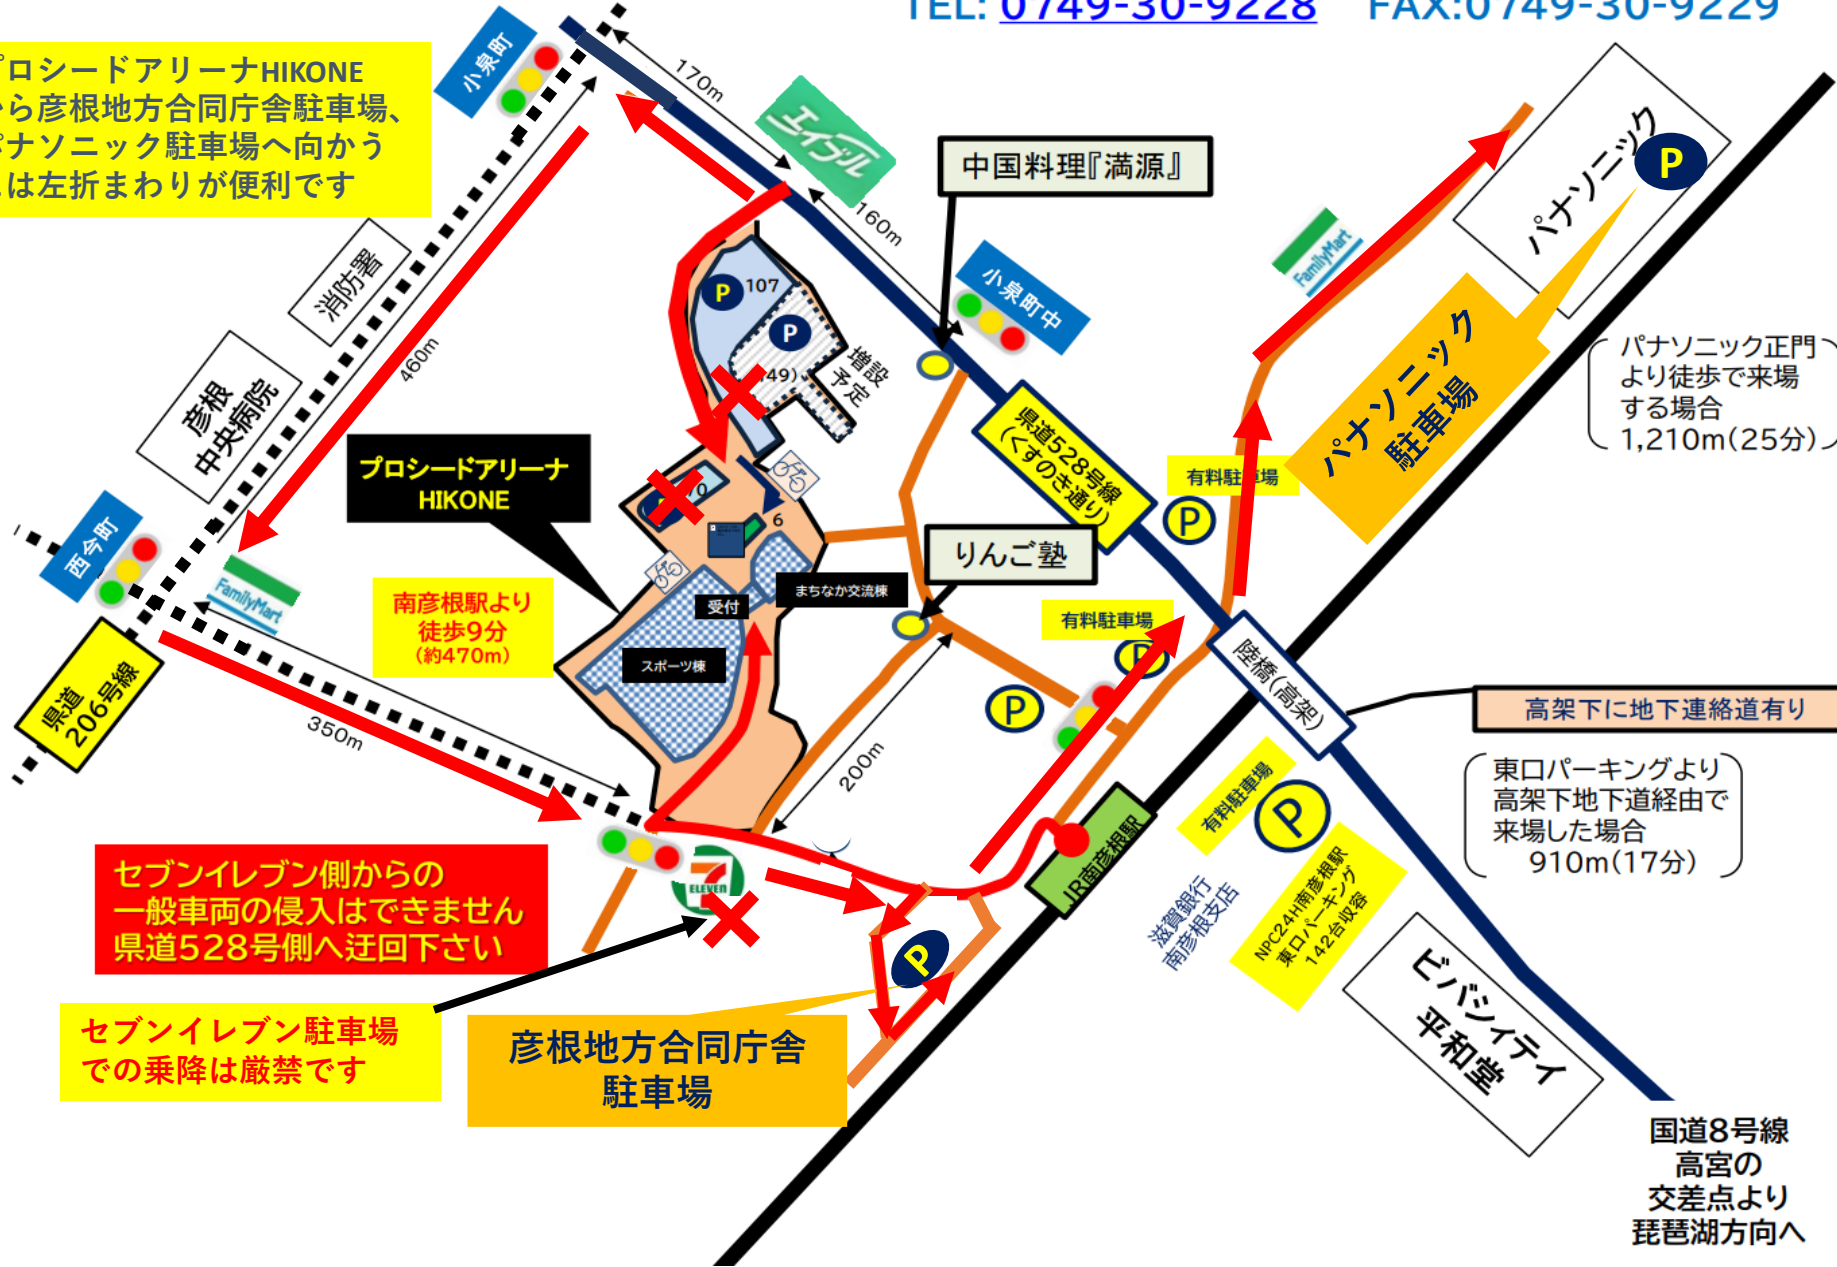 TEL: 0749-30-9228 FAX:0749-30-9229
プロシードアリーナHIKONE
から彦根地方合同庁舎駐車場、
パナソニック駐車場へ向かう
には左折まわりが便利です
小泉町
170m
エイブル
160m
中国料理『満源』
小泉町中
FamilyMart
パナソニック
P
パナソニック
駐車場
パナソニック正門
より徒歩で来場
する場合
1,210m(25分)
消防署
460m
彦根
中央病院
P 107
P
49)
増設
予定
県道528号線
(くすのき通り)
有料駐車場
P
プロシードアリーナ
HIKONE
0
6
西今町
FamilyMart
南彦根駅より
徒歩9分
(約470m)
受付
まちなか交流棟
スポーツ棟
りんご塾
有料駐車場
P
P
陸橋(高架)
高架下に地下連絡道有り
県道
206号線
350m
200m
東口パーキングより
高架下地下道経由で
来場した場合
910m(17分)
有料駐車場
P
JR南彦根駅
滋賀銀行
南彦根支店
NPC24H南彦根駅
東口パーキング
142台収容
セブンイレブン側からの
一般車両の侵入はできません
県道528号側へ迂回下さい
7
ELEVEN
P
セブンイレブン駐車場
での乗降は厳禁です
彦根地方合同庁舎
駐車場
ビバシィテイ
平和堂
国道8号線
高宮の
交差点より
琵琶湖方向へ